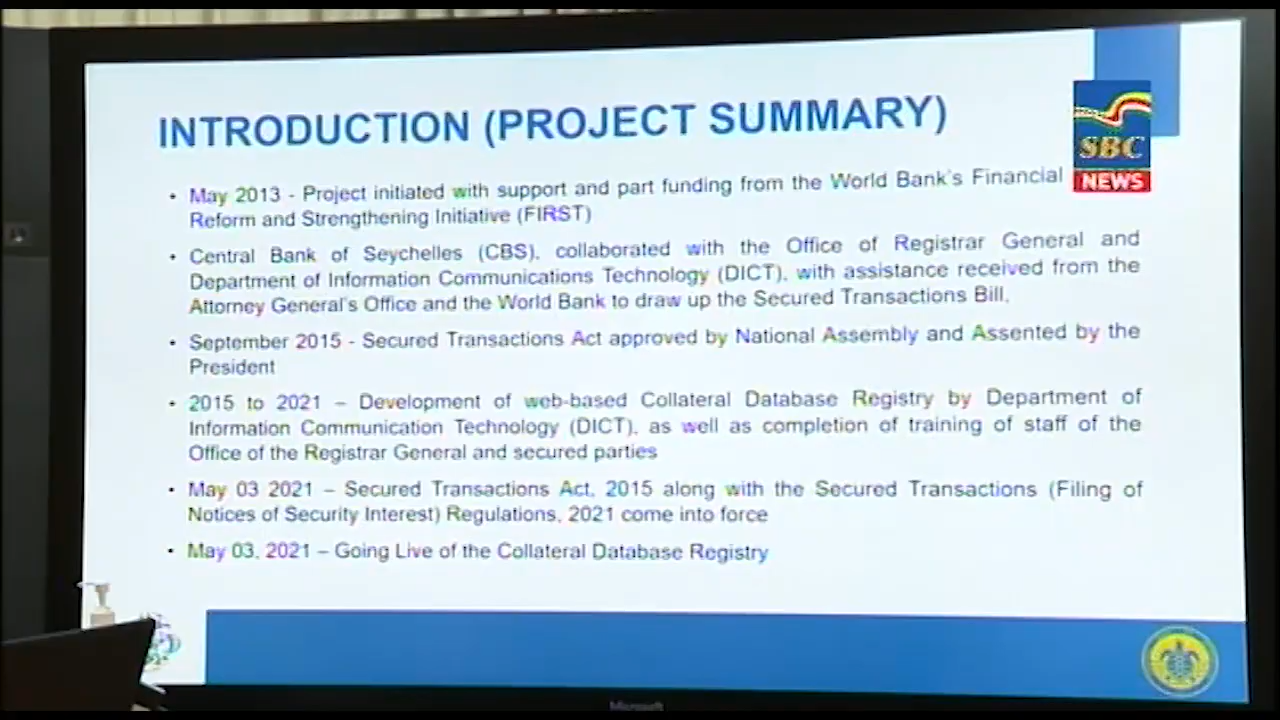 INTRODUCTION (PROJECT SUMMARY)
SBC
NEWS
• May 2013 - Project initiated with support and part funding from the World Bank's Financial
Reform and Strengthening Initiative (FIRST)
• Central Bank of Seychelles (CBS), collaborated with the Office of Registrar General and
Department of Information Communications Technology (DICT), with assistance received from the
Attorney General's Office and the World Bank to draw up the Secured Transactions Bill.
• September 2015 - Secured Transactions Act approved by National Assembly and Assented by the
President
• 2015 to 2021 – Development of web-based Collateral Database Registry by Department of
Information Communication Technology (DICT), as well as completion of training of staff of the
Office of the Registrar General and secured parties
• May 03 2021 – Secured Transactions Act, 2015 along with the Secured Transactions (Filing of
Notices of Security Interest) Regulations, 2021 come into force
• May 03, 2021 – Going Live of the Collateral Database Registry
Microsoft